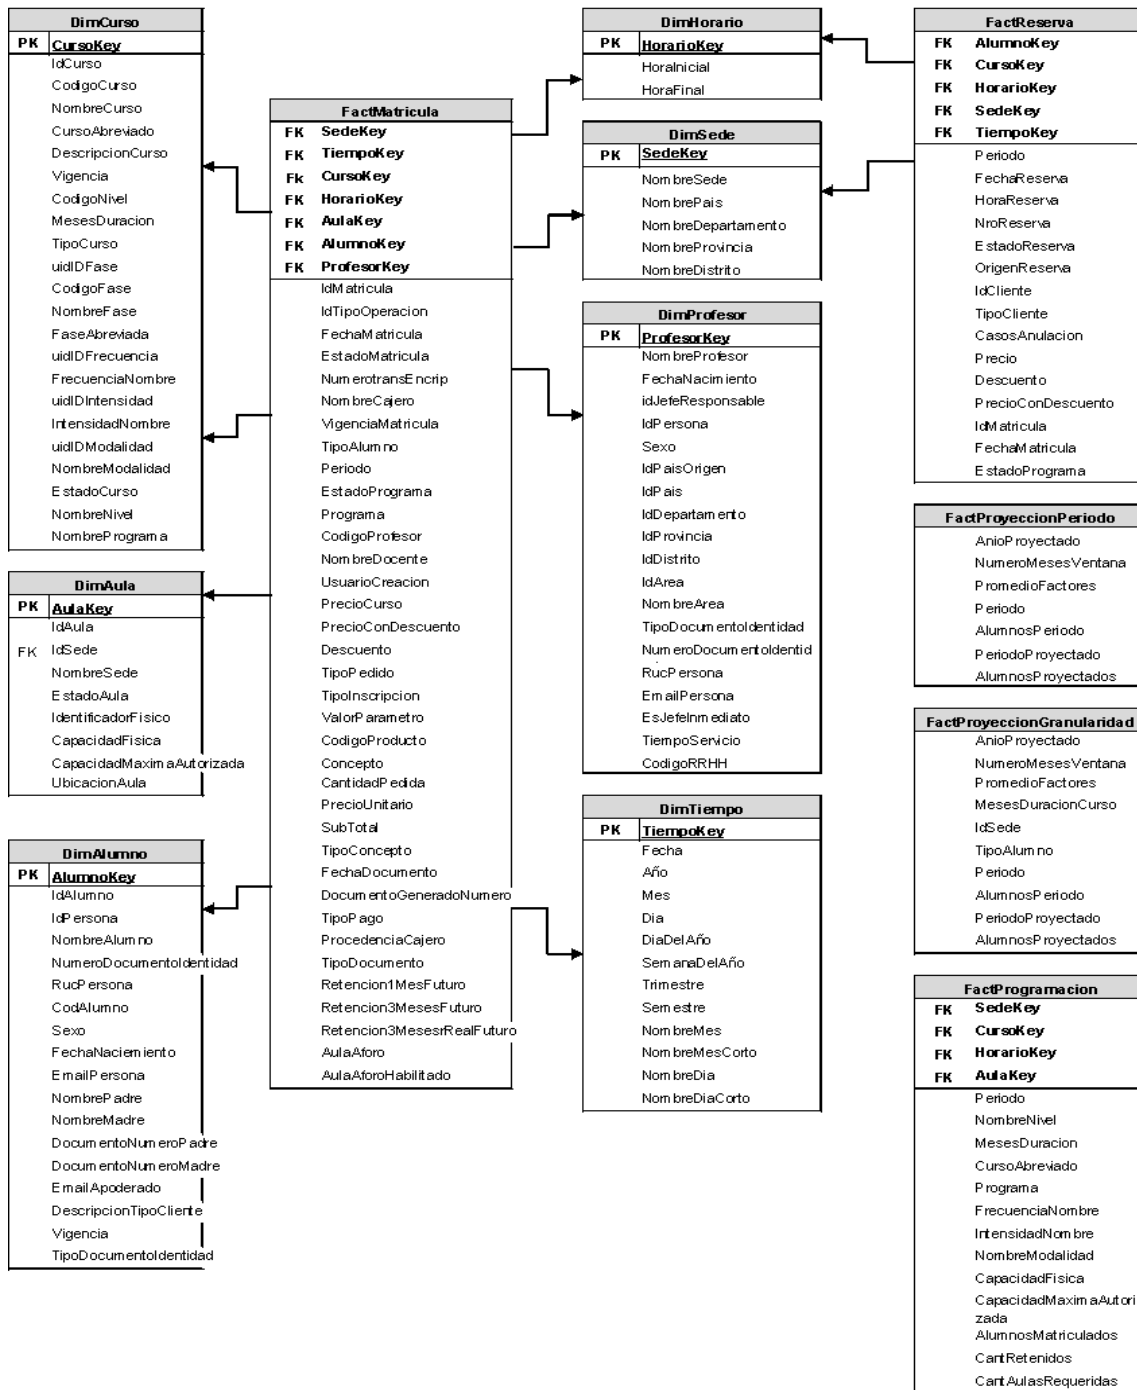 DimCurso
PK CursoKey
IdCurso
CodigoCurso
NombreCurso
CursoAbreviado
DescripcionCurso
Vigencia
CodigoNivel
MesesDuracion
TipoCurso
uidIDFase
CodigoFase
NombreFase
FaseAbreviada
uidIDFrecuencia
FrecuenciaNombre
uidIDIntensidad
IntensidadNombre
uidIDModalidad
NombreModalidad
EstadoCurso
NombreNivel
NombrePrograma
DimAula
PK AulaKey
IdAula
FK IdSede
NombreSede
EstadoAula
IdentificadorFisico
CapacidadFisica
CapacidadMaximaAutorizada
UbicacionAula
DimAlumno
PK AlumnoKey
IdAlumno
IdPersona
NombreAlumno
NumeroDocumentoIdentidad
RucPersona
CodAlumno
Sexo
FechaNaciemiento
EmailPersona
NombrePadre
NombreMadre
DocumentoNumeroPadre
DocumentoNumeroMadre
EmailApoderado
DescripcionTipoCliente
Vigencia
TipoDocumentoIdentidad
FactMatricula
FK SedeKey
FK TiempoKey
Fk CursoKey
FK HorarioKey
FK AulaKey
FK AlumnoKey
FK ProfesorKey
IdMatricula
IdTipoOperacion
FechaMatricula
EstadoMatricula
NumerotransEncrip
NombreCajero
VigenciaMatricula
TipoAlumno
Periodo
EstadoPrograma
Programa
CodigoProfesor
NombreDocente
UsuarioCreacion
PrecioCurso
PrecioConDescuento
Descuento
TipoPedido
TipoInscripcion
ValorParametro
CodigoProducto
Concepto
CantidadPedida
PrecioUnitario
SubTotal
TipoConcepto
FechaDocumento
DocumentoGeneradoNumero
TipoPago
ProcedenciaCajero
TipoDocumento
Retencion1MesFuturo
Retencion3MesesFuturo
Retencion3MesesrRealFuturo
AulaAforo
AulaAforoHabilitado
DimHorario
PK HorarioKey
HoraInicial
HoraFinal
DimSede
PK SedeKey
NombreSede
NombrePais
NombreDepartamento
NombreProvincia
NombreDistrito
DimProfesor
PK ProfesorKey
NombreProfesor
FechaNacimiento
idJefeResponsable
IdPersona
Sexo
IdPaisOrigen
IdPais
IdDepartamento
IdProvincia
IdDistrito
IdArea
NombreArea
TipoDocumentoIdentidad
NumeroDocumentoIdentid
RucPersona
EmailPersona
EsJefeInmediato
TiempoServicio
CodigoRRHH
DimTiempo
PK TiempoKey
Fecha
Año
Mes
Dia
DiaDelAño
SemanaDelAño
Trimestre
Semestre
NombreMes
NombreMesCorto
NombreDia
NombreDiaCorto
FactReserva
FK AlumnoKey
FK CursoKey
FK HorarioKey
FK SedeKey
FK TiempoKey
Periodo
FechaReserva
HoraReserva
NroReserva
EstadoReserva
OrigenReserva
IdCliente
TipoCliente
CasosAnulacion
Precio
Descuento
PrecioConDescuento
IdMatricula
FechaMatricula
EstadoPrograma
FactProyeccionPeriodo
AnioProyectado
NumeroMesesVentana
PromedioFactores
Periodo
AlumnosPeriodo
PeriodoProyectado
AlumnosProyectados
FactProyeccionGranularidad
AnioProyectado
NumeroMesesVentana
PromedioFactores
MesesDuracionCurso
IdSede
TipoAlumno
Periodo
AlumnosPeriodo
PeriodoProyectado
AlumnosProyectados
FactProgramacion
FK SedeKey
FK CursoKey
FK HorarioKey
FK AulaKey
Periodo
NombreNivel
MesesDuracion
CursoAbreviado
Programa
FrecuenciaNombre
IntensidadNombre
NombreModalidad
CapacidadFisica
CapacidadMaximaAutori
zada
AlumnosMatriculados
CantRetenidos
CantAulasRequeridas